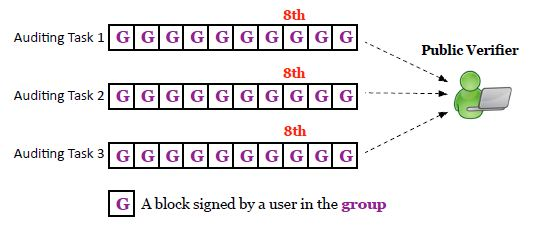 8th
Auditing Task 1 G G G G G G G G G G
Public Verifier
8th
Auditing Task 2 G G G G G G G G G G
8th
Auditing Task 3 G G G G G G G G G G
G A block signed by a user in the group